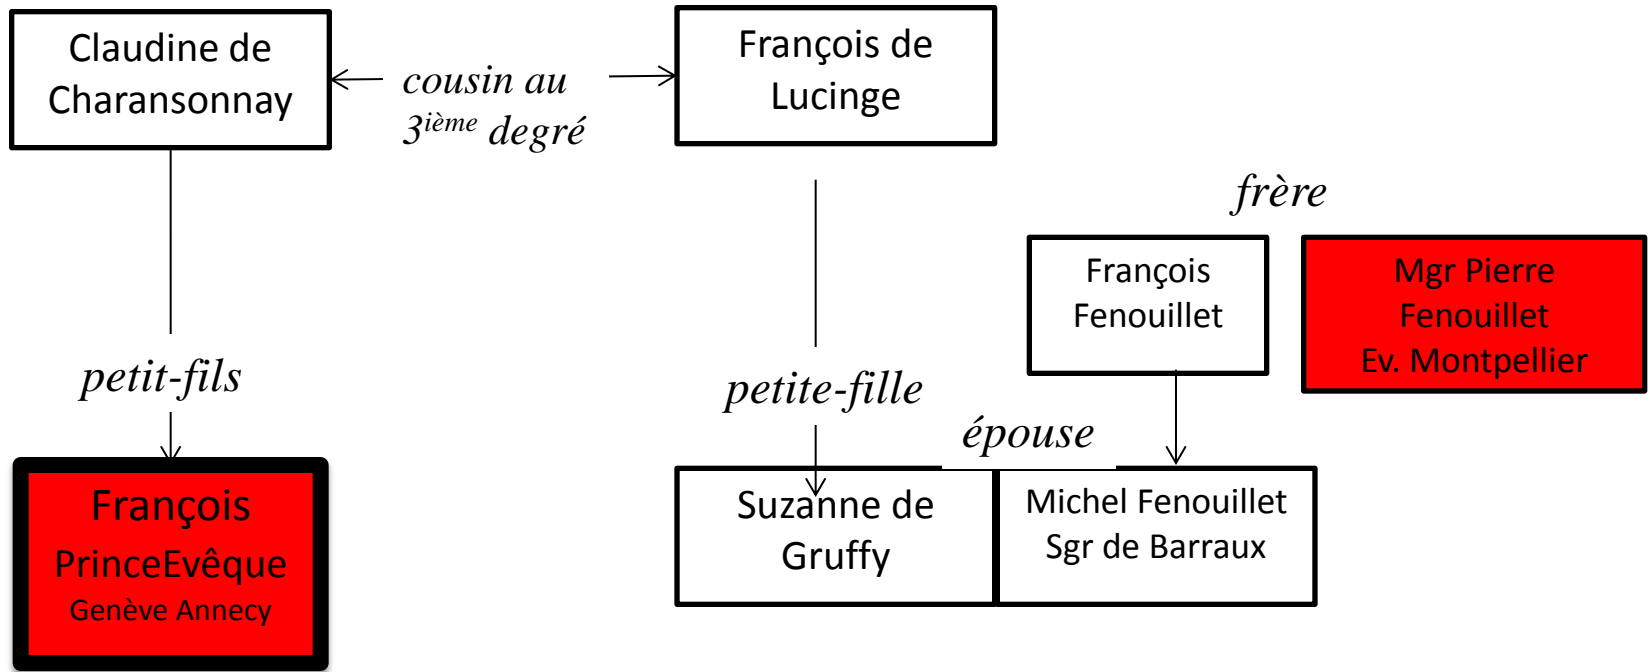 Claudine de
Charansonnay
cousin au
3ième degré
François de
Lucinge
frère
François
Fenouillet
Mgr Pierre
Fenouillet
Ev. Montpellier
petit-fils
petite-fille
épouse
François
PrinceEvêque
Genève Annecy
Suzanne de
Gruffy
Michel Fenouillet
Sgr de Barraux